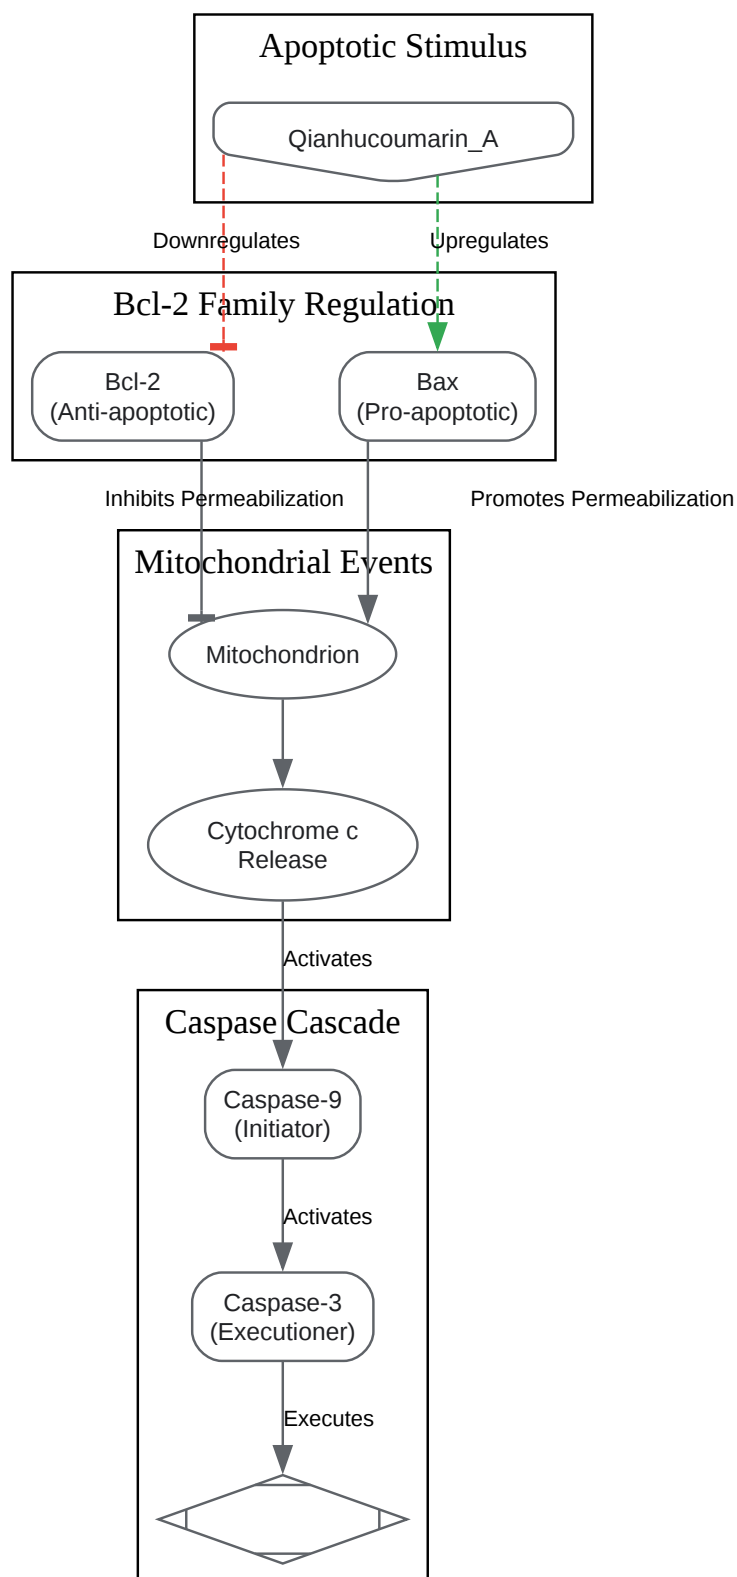 Apoptotic Stimulus
Qianhucoumarin_A
Downregulates
Upregulates
Bcl-2 Family Regulation
Bcl-2
(Anti-apoptotic)
Bax
(Pro-apoptotic)
Inhibits Permeabilization
Promotes Permeabilization
Mitochondrial Events
Mitochondrion
Cytochrome c
Release
Activates
Caspase Cascade
Caspase-9
(Initiator)
Activates
Caspase-3
(Executioner)
Executes